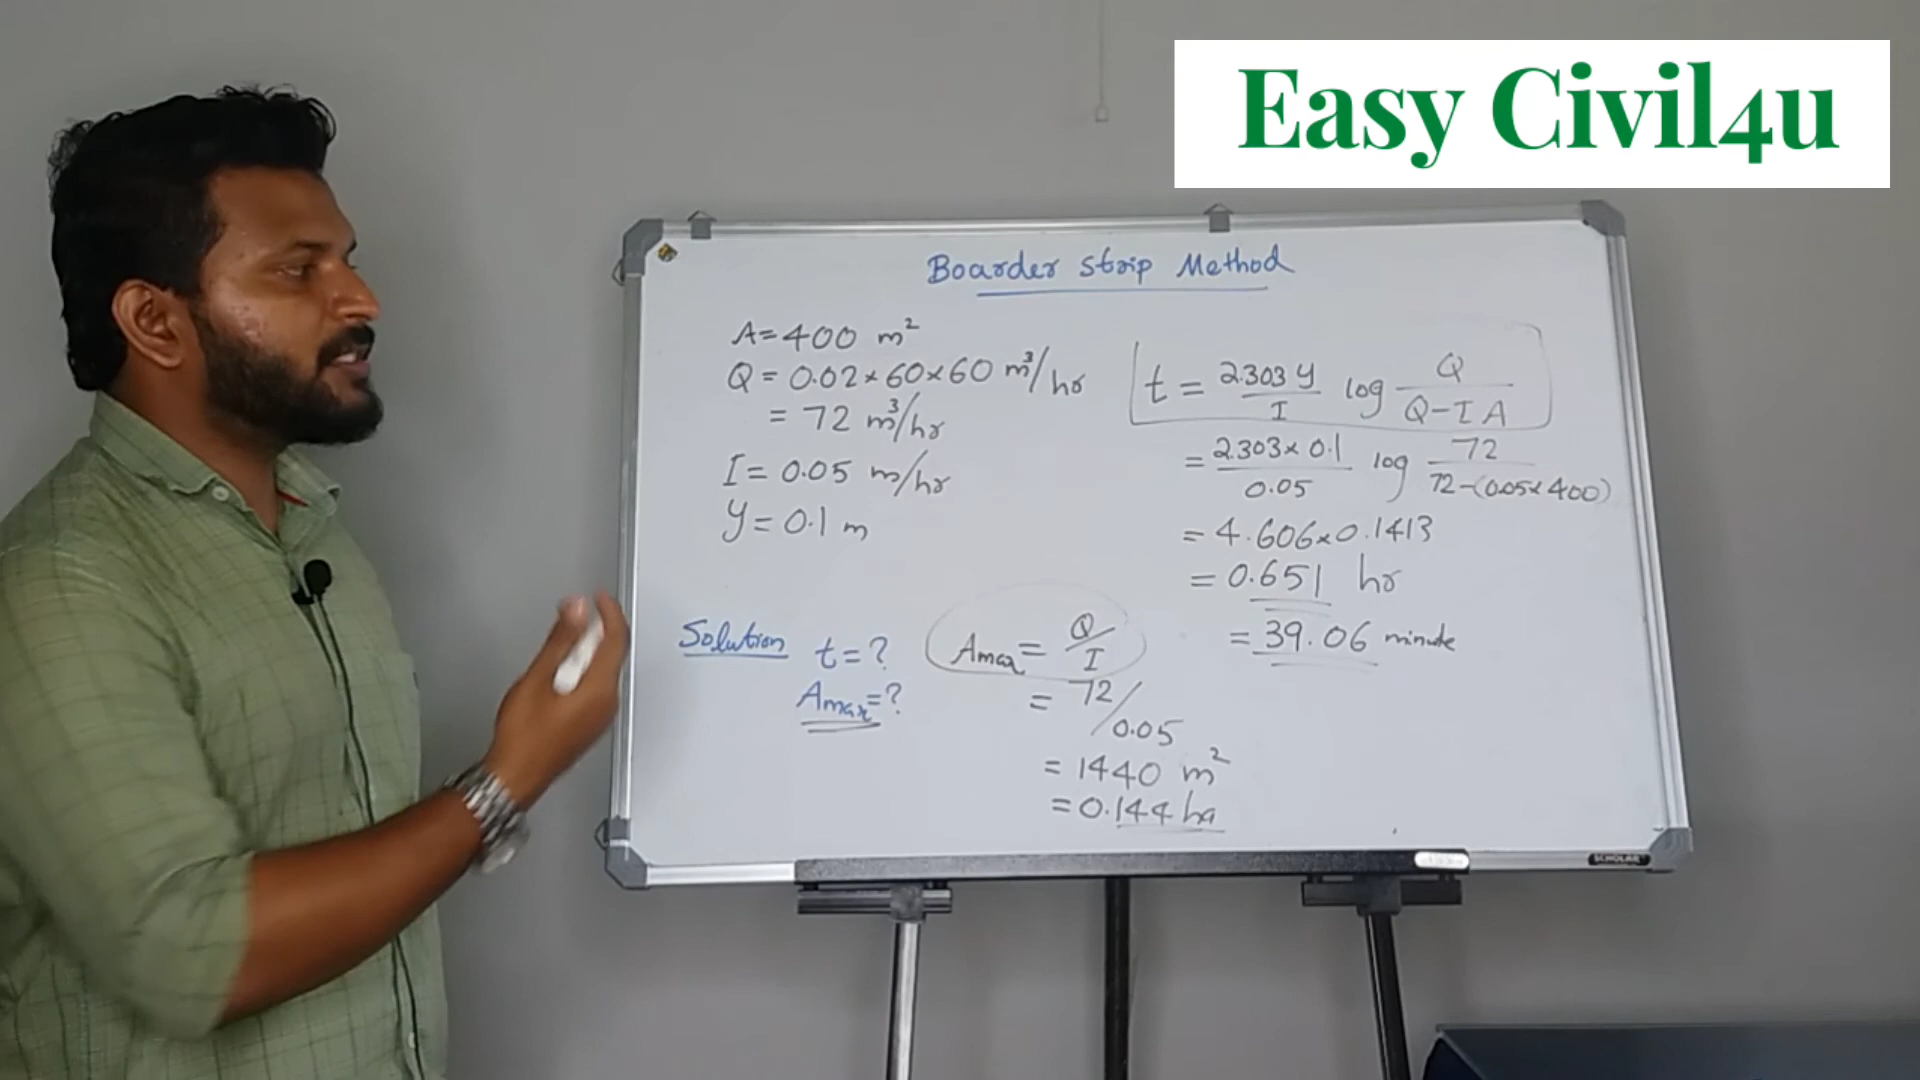 Easy Civil4u
Boarder Strip Method
A = 400 m²
Q = 0.02 × 60 × 60 m³/hr
= 72 m³/hr
I = 0.05 m/hr
y = 0.1 m
t = 2.303 y / I log Q / Q - I A
= 2.303 × 0.1 / 0.05 log 72 / 72 - (0.05 × 400)
= 4.606 × 0.1413
= 0.651 hr
= 39.06 minute
Solution t = ?
Amax = ?
Amax = Q / I
= 72 / 0.05
= 1440 m²
= 0.144 ha
SCHOLAR